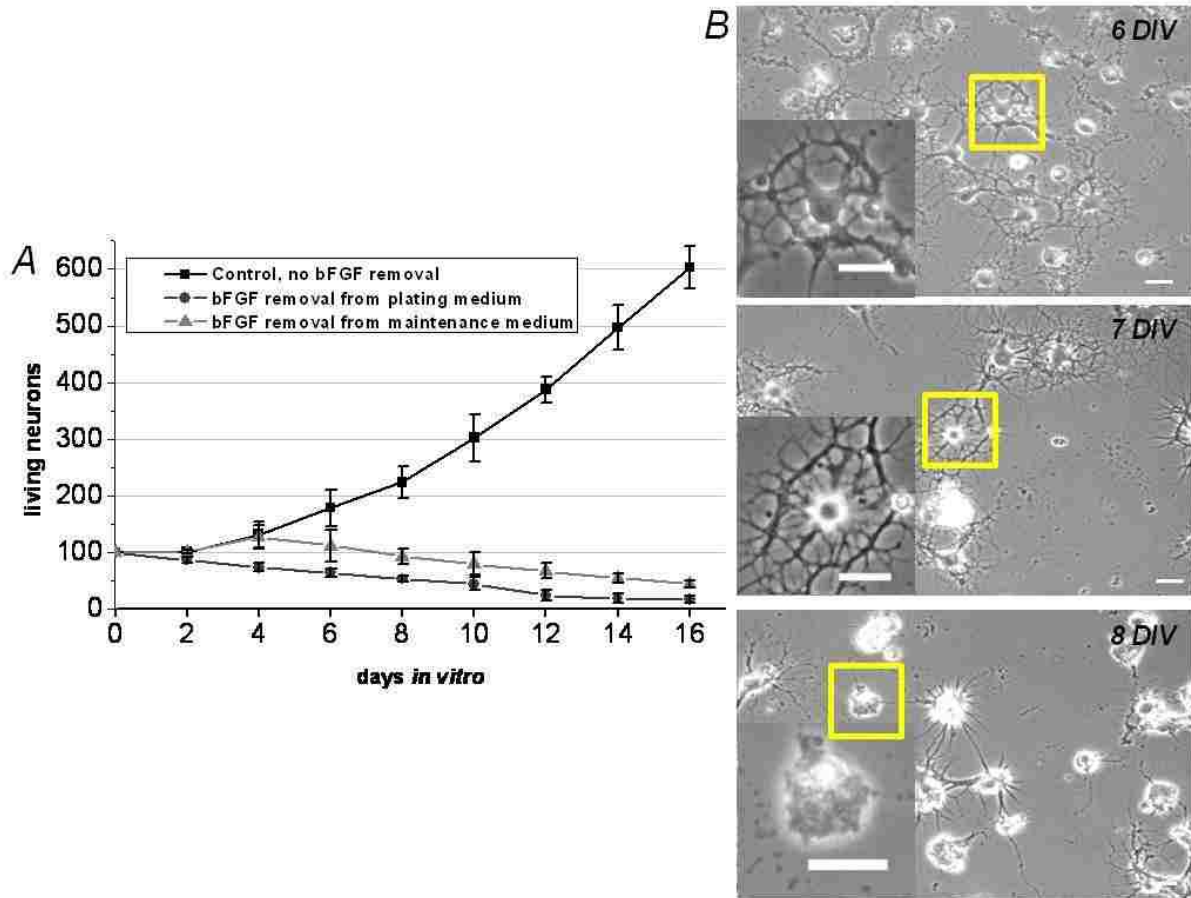 A
600
500
400
300
200
100
0
living neurons
Control, no bFGF removal
bFGF removal from plating medium
bFGF removal from maintenance medium
0 2 4 6 8 10 12 14 16
days in vitro
B
6 DIV
7 DIV
8 DIV